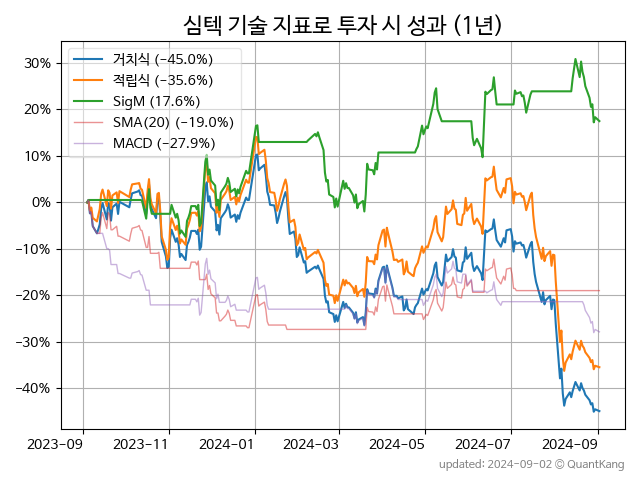 심텍 기술 지표로 투자 시 성과 (1년)
거치식 (−45.0%)
적립식 (−35.6%)
SigM (17.6%)
SMA(20) (−19.0%)
MACD (−27.9%)
30%
20%
10%
0%
−10%
−20%
−30%
−40%
2023-09 2023-11 2024-01 2024-03 2024-05 2024-07 2024-09
updated: 2024-09-02 © QuantKang